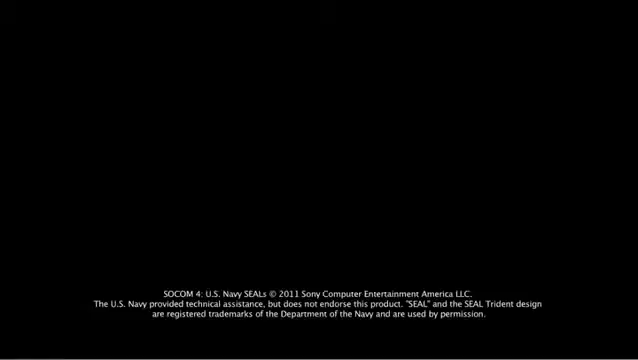 SOCOM 4: U.S. Navy SEALs © 2011 Sony Computer Entertainment America LLC.
The U.S. Navy provided technical assistance, but does not endorse this product. "SEAL" and the SEAL Trident design
are registered trademarks of the Department of the Navy and are used by permission.